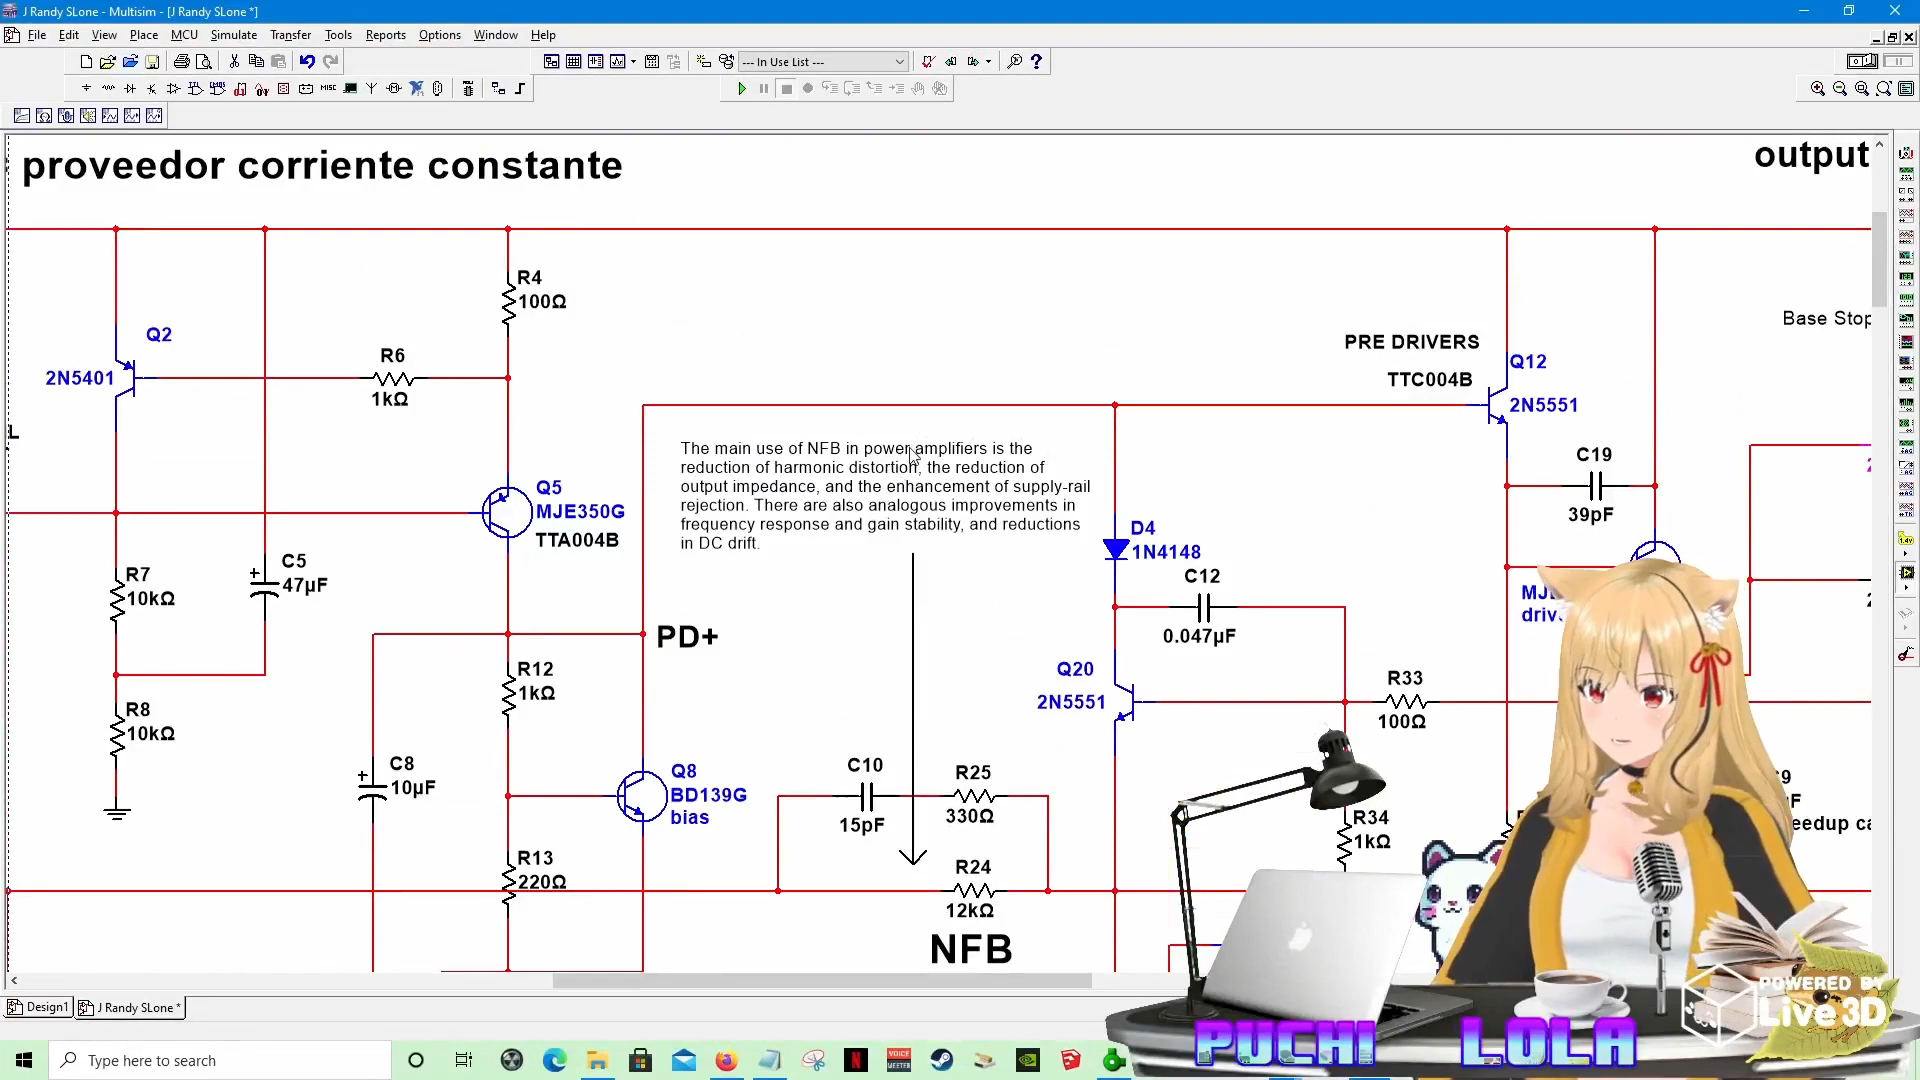 J Randy SLone - Multisim - [J Randy SLone *]
File Edit View Place MCU Simulate Transfer Tools Reports Options Window Help
--- In Use List ---
MISC
proveedor corriente constante
output
R4
100Ω
Q2
2N5401
R6
1kΩ
PRE DRIVERS
TTC004B
Q12
2N5551
Base Stop
L
The main use of NFB in power amplifiers is the
reduction of harmonic distortion, the reduction of
output impedance, and the enhancement of supply-rail
rejection. There are also analogous improvements in
frequency response and gain stability, and reductions
in DC drift.
C19
39pF
Q5
MJE350G
TTA004B
D4
1N4148
C12
0.047µF
C5
47µF
R7
10kΩ
R8
10kΩ
PD+
R12
1kΩ
Q20
2N5551
R33
100Ω
C8
10µF
Q8
BD139G
bias
C10
15pF
R25
330Ω
R34
1kΩ
R13
220Ω
R24
12kΩ
NFB
Design1
J Randy SLone *
POWERED BY
Live3D
PUCHI LOLA
Type here to search
VOICE
MEETER